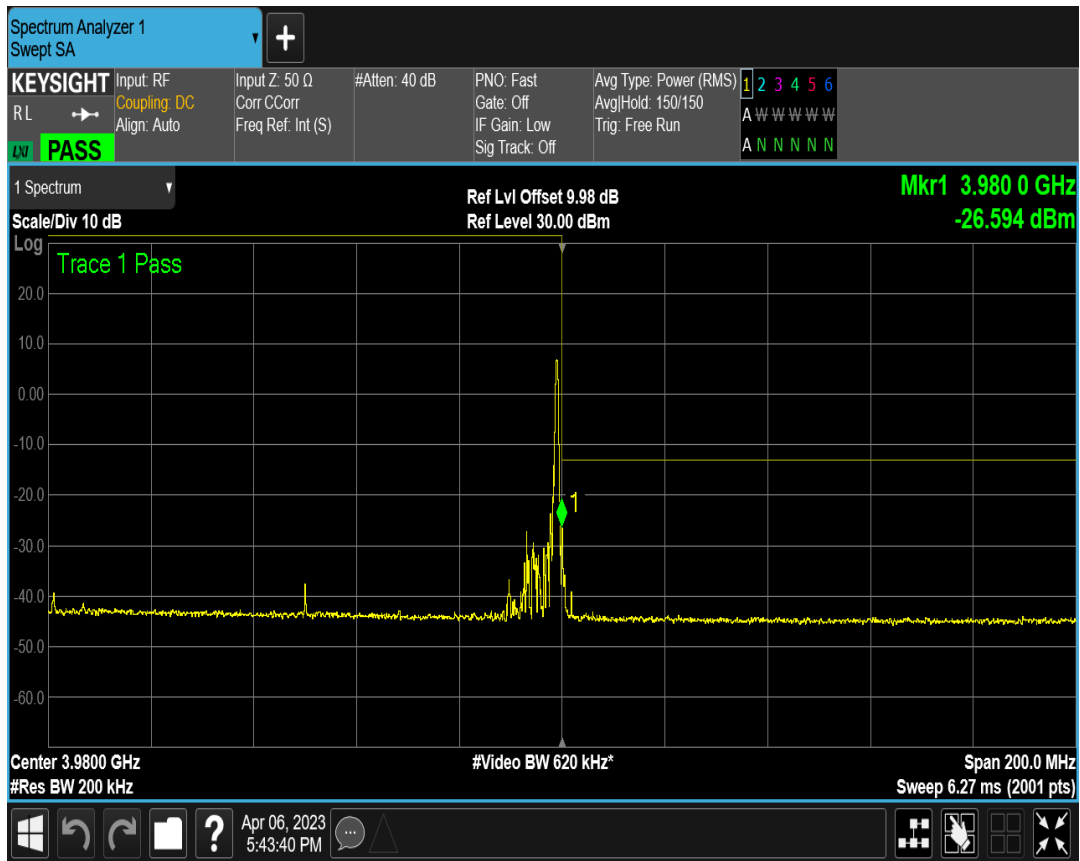 Spectrum Analyzer 1
Swept SA
+
KEYSIGHT
R L
LXI PASS
Input: RF
Coupling: DC
Align: Auto
Input Z: 50 Ω
Corr CCorr
Freq Ref: Int (S)
#Atten: 40 dB
PNO: Fast
Gate: Off
IF Gain: Low
Sig Track: Off
Avg Type: Power (RMS)
Avg|Hold: 150/150
Trig: Free Run
1 2 3 4 5 6
A W W W W W
A N N N N N
1 Spectrum
Scale/Div 10 dB
Ref Lvl Offset 9.98 dB
Ref Level 30.00 dBm
Mkr1 3.980 0 GHz
-26.594 dBm
Log
Trace 1 Pass
20.0
10.0
0.00
-10.0
-20.0
1
-30.0
-40.0
-50.0
-60.0
Center 3.9800 GHz
#Video BW 620 kHz*
Span 200.0 MHz
#Res BW 200 kHz
Sweep 6.27 ms (2001 pts)
?
Apr 06, 2023
5:43:40 PM